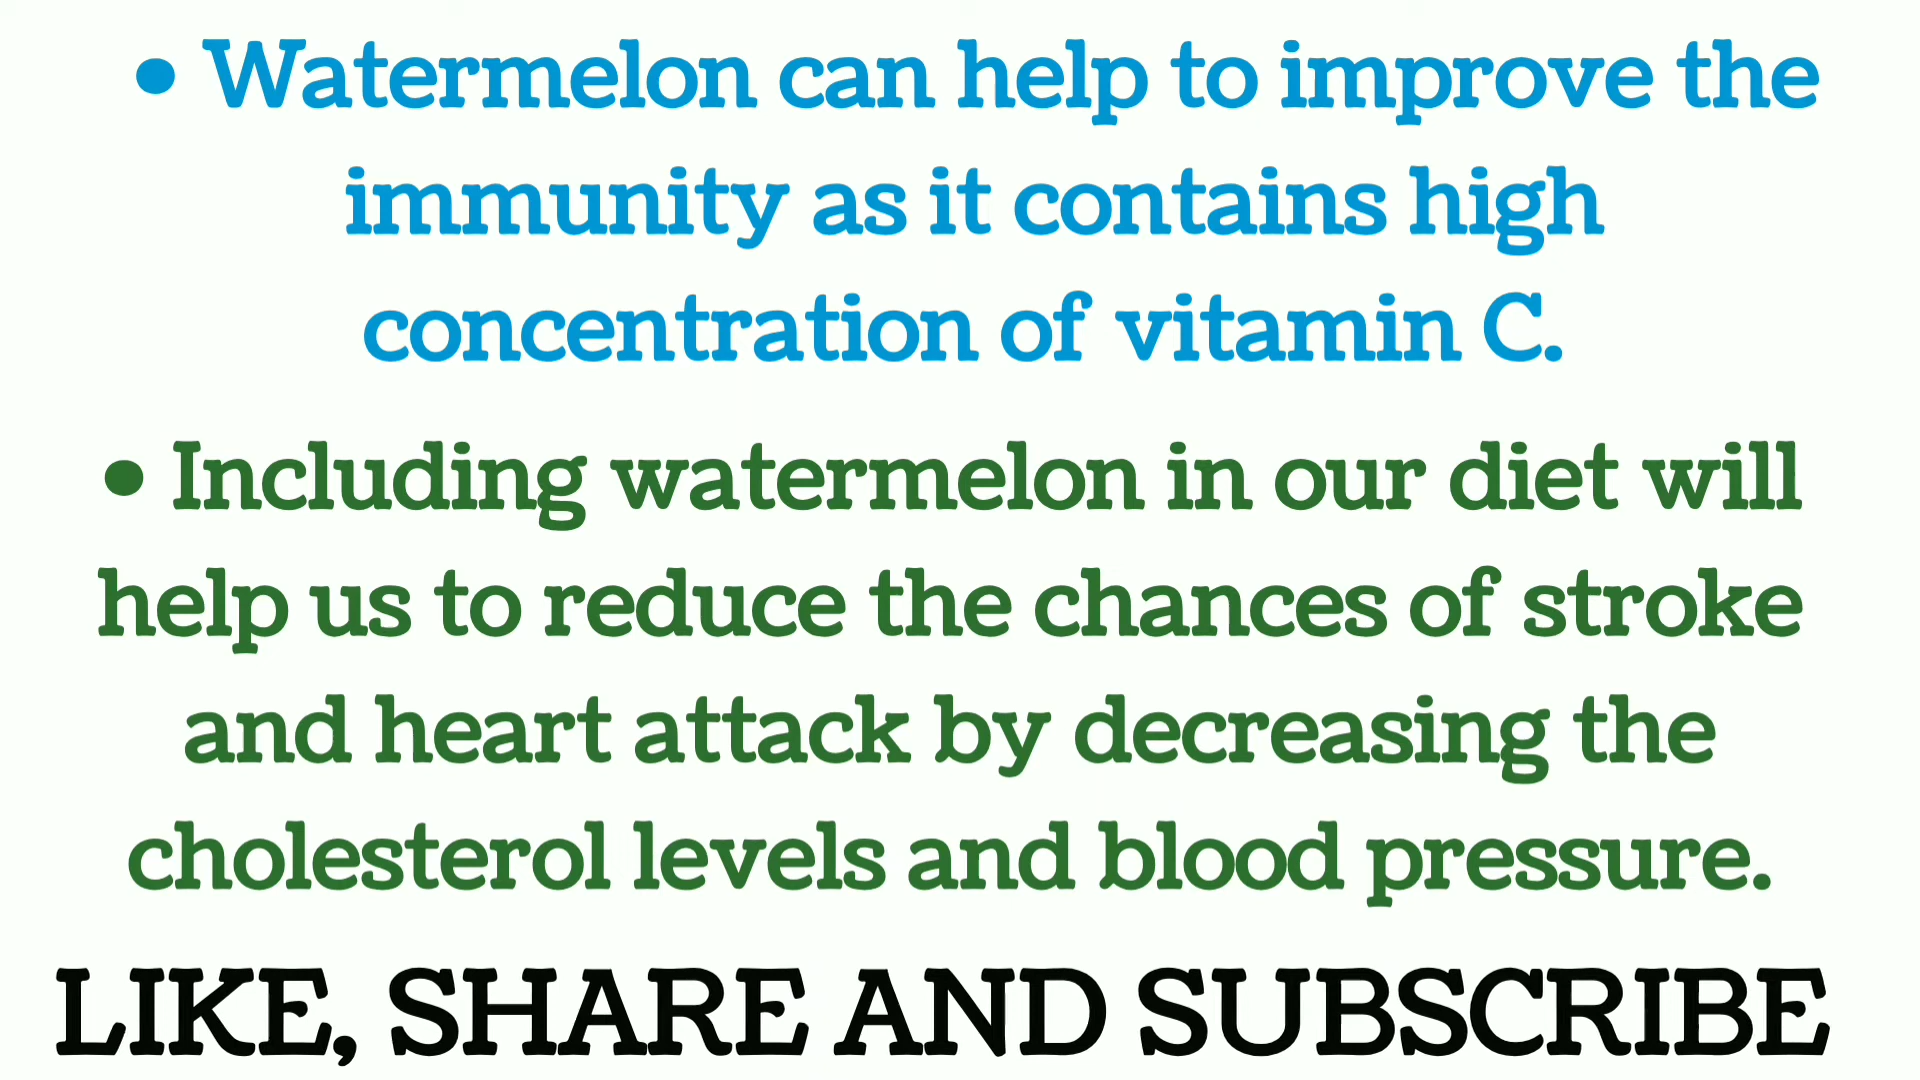 • Watermelon can help to improve the
immunity as it contains high
concentration of vitamin C.
• Including watermelon in our diet will
help us to reduce the chances of stroke
and heart attack by decreasing the
cholesterol levels and blood pressure.
LIKE, SHARE AND SUBSCRIBE